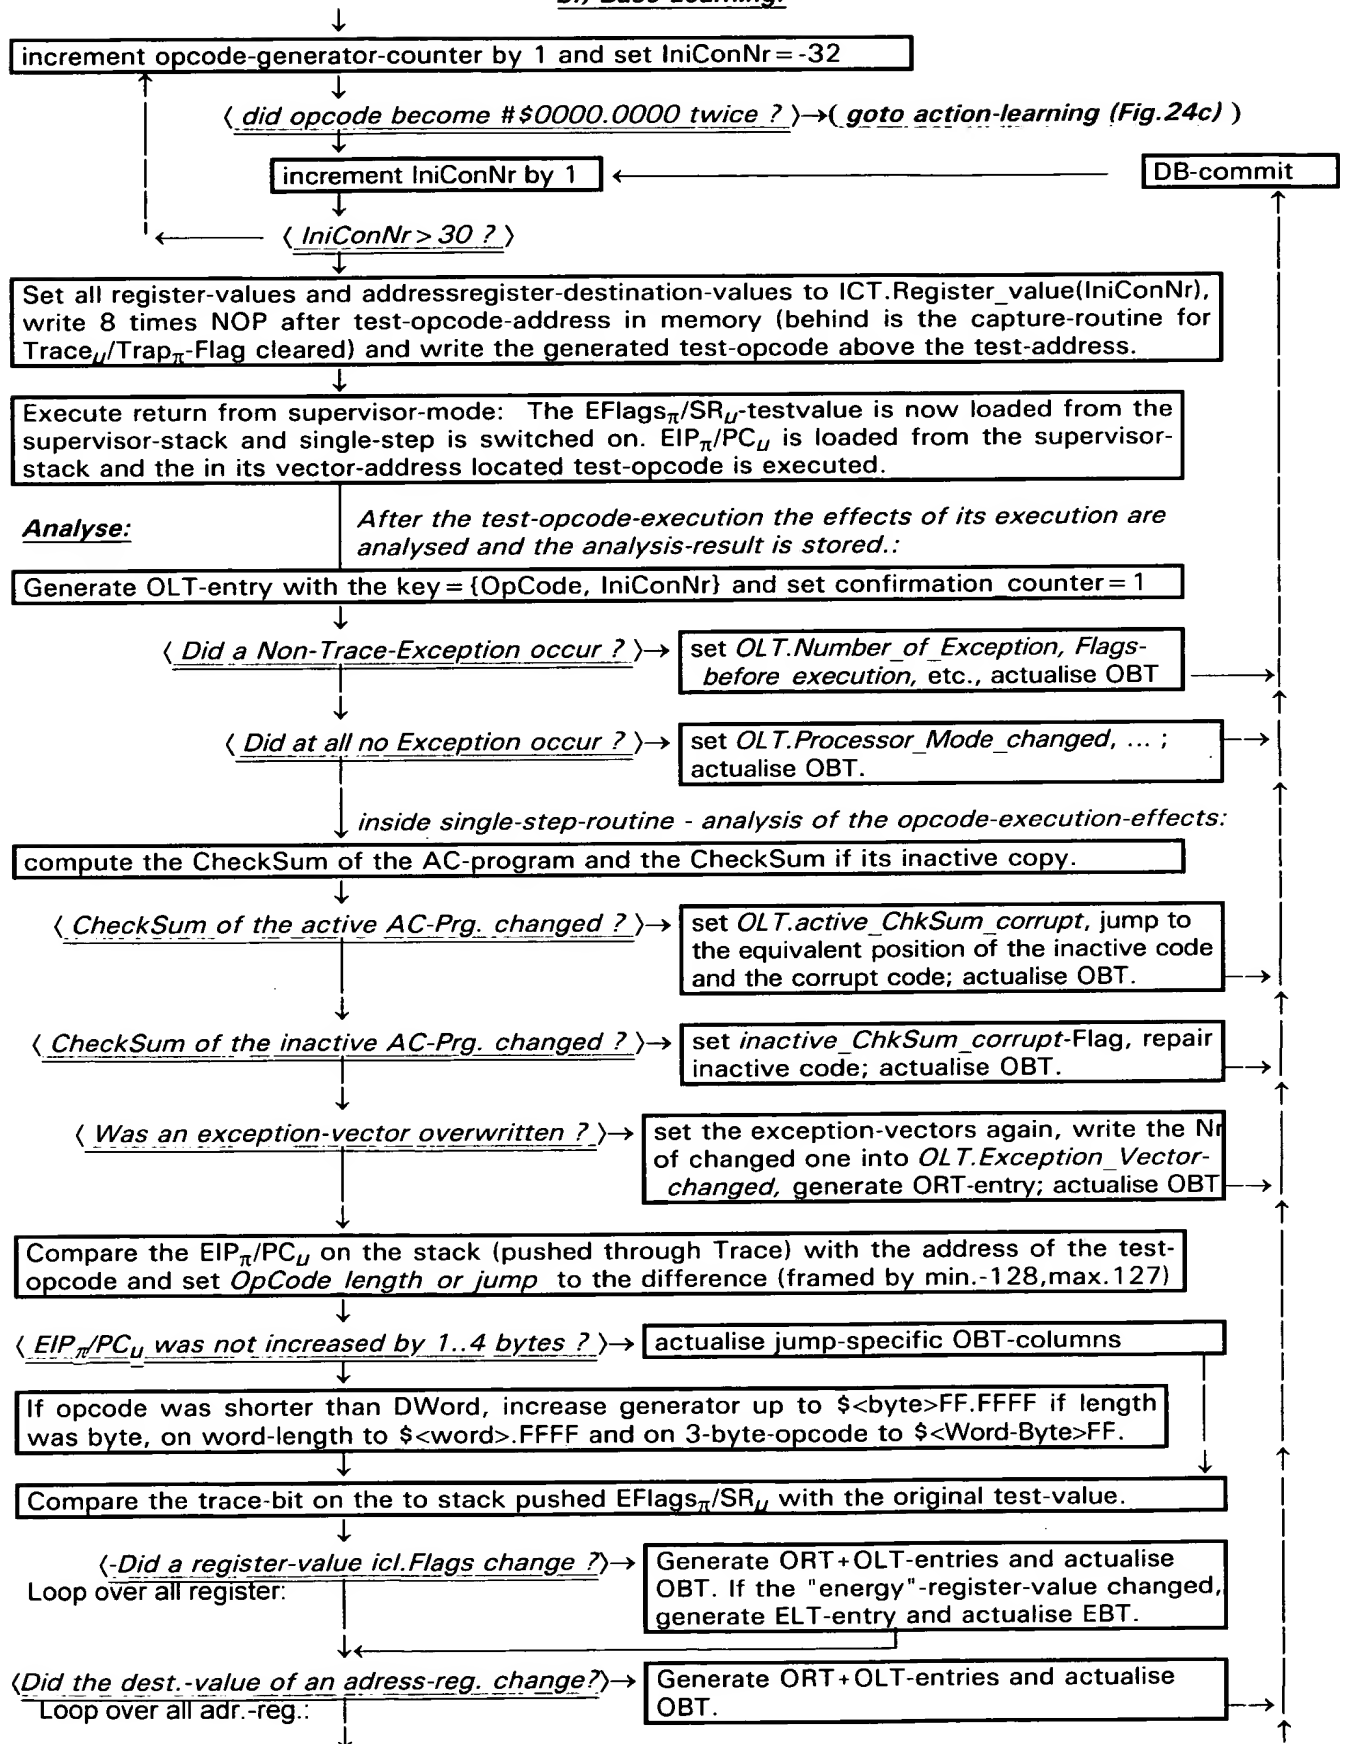 b.) Base-Learning:
increment opcode-generator-counter by 1 and set IniConNr = -32
⟨ did opcode become #$0000.0000 twice ? ⟩→( goto action-learning (Fig.24c) )
increment IniConNr by 1
DB-commit
⟨ IniConNr > 30 ? ⟩
Set all register-values and addressregister-destination-values to ICT.Register_value(IniConNr),
write 8 times NOP after test-opcode-address in memory (behind is the capture-routine for
Traceμ/Trapπ-Flag cleared) and write the generated test-opcode above the test-address.
Execute return from supervisor-mode: The EFlagsπ/SRμ-testvalue is now loaded from the
supervisor-stack and single-step is switched on. EIPπ/PCμ is loaded from the supervisor-
stack and the in its vector-address located test-opcode is executed.
Analyse:
After the test-opcode-execution the effects of its execution are
analysed and the analysis-result is stored.:
Generate OLT-entry with the key = {OpCode, IniConNr} and set confirmation_counter = 1
⟨ Did a Non-Trace-Exception occur ? ⟩→
set OLT.Number_of_Exception, Flags-
before execution, etc., actualise OBT
⟨ Did at all no Exception occur ? ⟩→
set OLT.Processor_Mode_changed, ... ;
actualise OBT.
inside single-step-routine - analysis of the opcode-execution-effects:
compute the CheckSum of the AC-program and the CheckSum if its inactive copy.
⟨ CheckSum of the active AC-Prg. changed ? ⟩→
set OLT.active_ChkSum_corrupt, jump to
the equivalent position of the inactive code
and the corrupt code; actualise OBT.
⟨ CheckSum of the inactive AC-Prg. changed ? ⟩→
set inactive_ChkSum_corrupt-Flag, repair
inactive code; actualise OBT.
⟨ Was an exception-vector overwritten ? ⟩→
set the exception-vectors again, write the Nr
of changed one into OLT.Exception_Vector-
changed, generate ORT-entry; actualise OBT
Compare the EIPπ/PCμ on the stack (pushed through Trace) with the address of the test-
opcode and set OpCode length or jump to the difference (framed by min.-128,max.127)
⟨ EIPπ/PCμ was not increased by 1..4 bytes ? ⟩→
actualise jump-specific OBT-columns
If opcode was shorter than DWord, increase generator up to $<byte>FF.FFFF if length
was byte, on word-length to $<word>.FFFF and on 3-byte-opcode to $<Word-Byte>FF.
Compare the trace-bit on the to stack pushed EFlagsπ/SRμ with the original test-value.
⟨-Did a register-value icl.Flags change ?⟩→
Loop over all register:
Generate ORT+OLT-entries and actualise
OBT. If the "energy"-register-value changed,
generate ELT-entry and actualise EBT.
⟨Did the dest.-value of an adress-reg. change?⟩→
Loop over all adr.-reg.:
Generate ORT+OLT-entries and actualise
OBT.